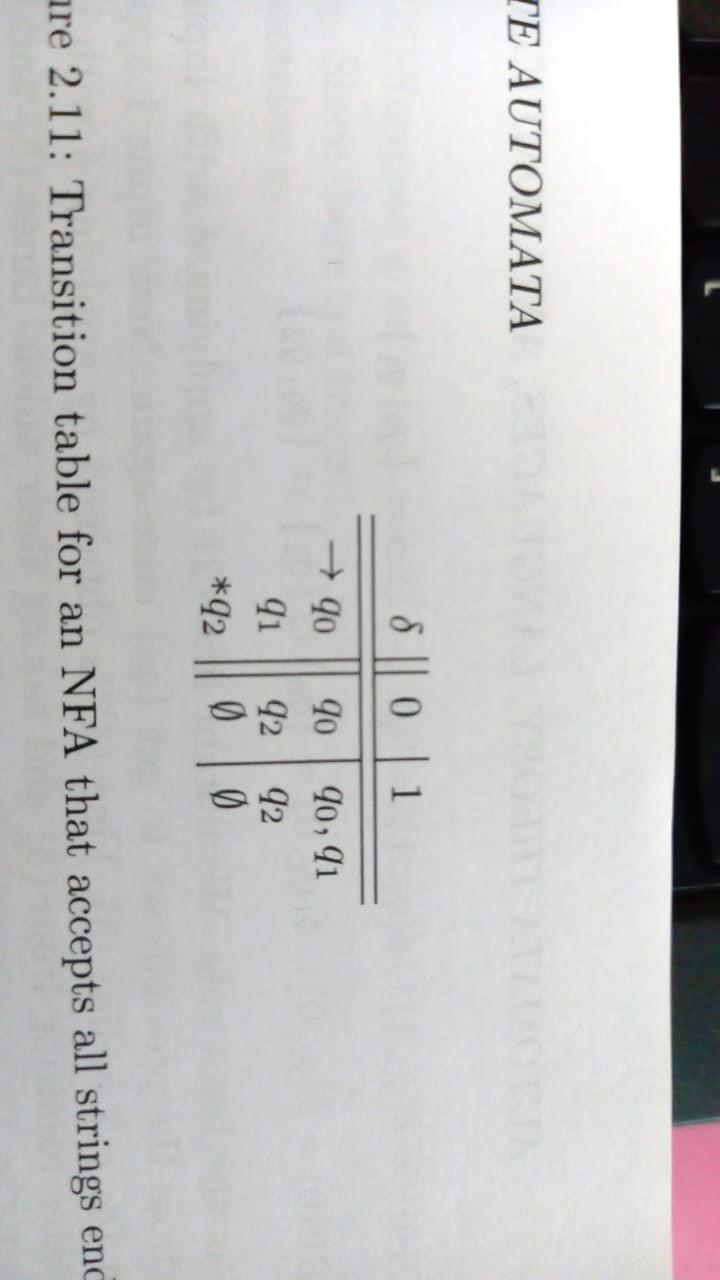 TE AUTOMATA
δ 0 1
→ q0 q0 q0, q1
q1 q2 q2
*q2 ∅ ∅
2.11: Transition table for an NFA that accepts all strings